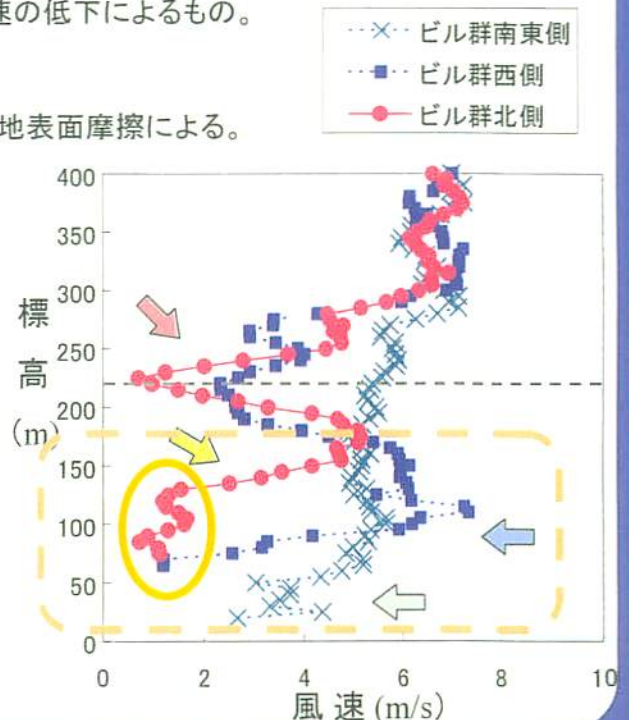 速の低下によるもの。
地表面摩擦による。
ビル群南東側
ビル群西側
ビル群北側
標高
(m)
400
350
300
250
200
150
100
50
0
0 2 4 6 8 10
風 速 (m/s)